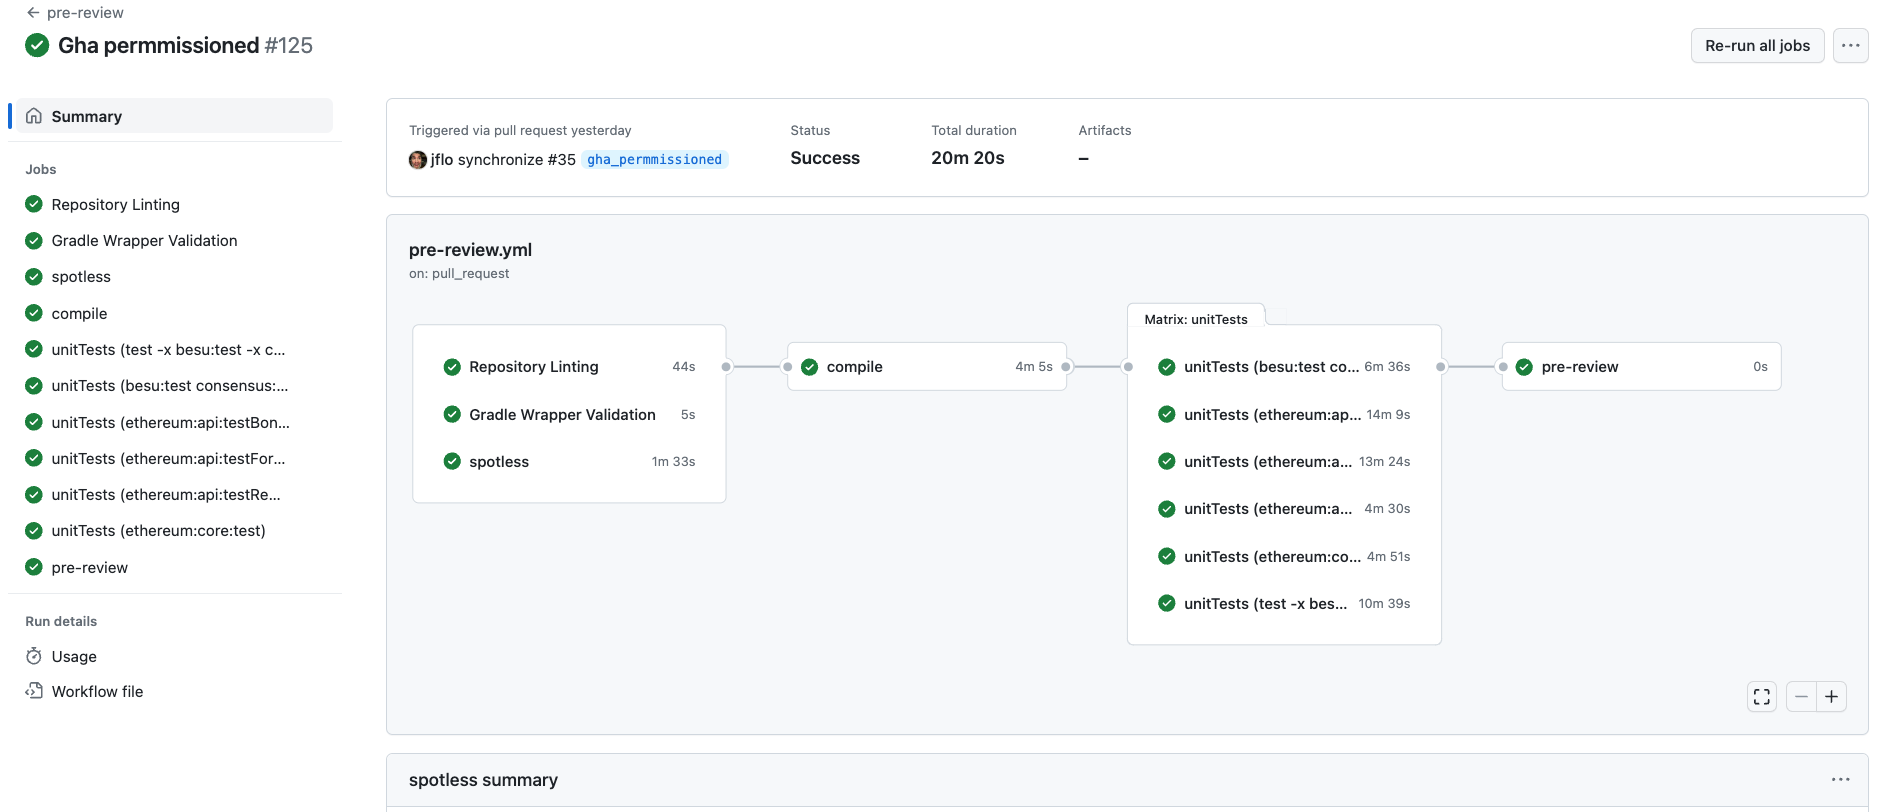 pre-review
Gha permmissioned #125
Re-run all jobs
Summary
Jobs
Repository Linting
Gradle Wrapper Validation
spotless
compile
unitTests (test -x besu:test -x c...
unitTests (besu:test consensus:...
unitTests (ethereum:api:testBon...
unitTests (ethereum:api:testFor...
unitTests (ethereum:api:testRe...
unitTests (ethereum:core:test)
pre-review
Run details
Usage
Workflow file
Triggered via pull request yesterday
jflo synchronize #35 gha_permmissioned
Status
Success
Total duration
20m 20s
Artifacts
–
pre-review.yml
on: pull_request
Repository Linting 44s
Gradle Wrapper Validation 5s
spotless 1m 33s
compile 4m 5s
Matrix: unitTests
unitTests (besu:test co... 6m 36s
unitTests (ethereum:ap... 14m 9s
unitTests (ethereum:a... 13m 24s
unitTests (ethereum:a... 4m 30s
unitTests (ethereum:co... 4m 51s
unitTests (test -x bes... 10m 39s
pre-review 0s
spotless summary